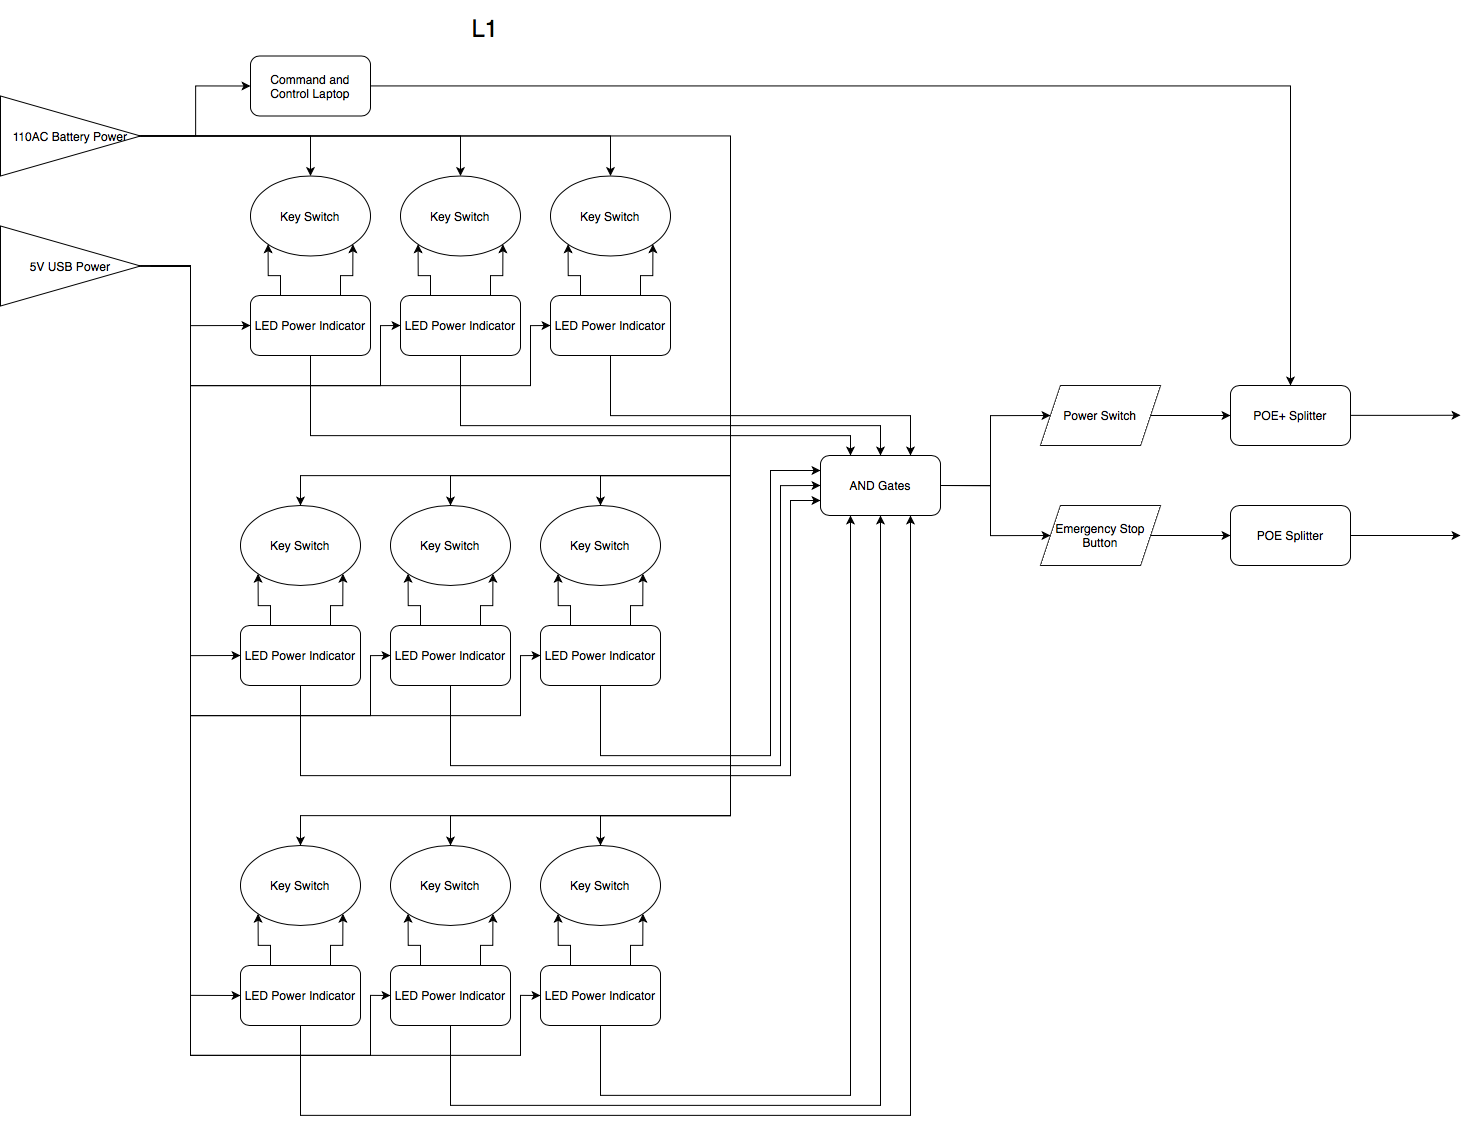 L1
Command and
Control Laptop
110AC Battery Power
Key Switch
Key Switch
Key Switch
5V USB Power
LED Power Indicator
LED Power Indicator
LED Power Indicator
Power Switch
POE+ Splitter
AND Gates
Emergency Stop
Button
POE Splitter
Key Switch
Key Switch
Key Switch
LED Power Indicator
LED Power Indicator
LED Power Indicator
Key Switch
Key Switch
Key Switch
LED Power Indicator
LED Power Indicator
LED Power Indicator